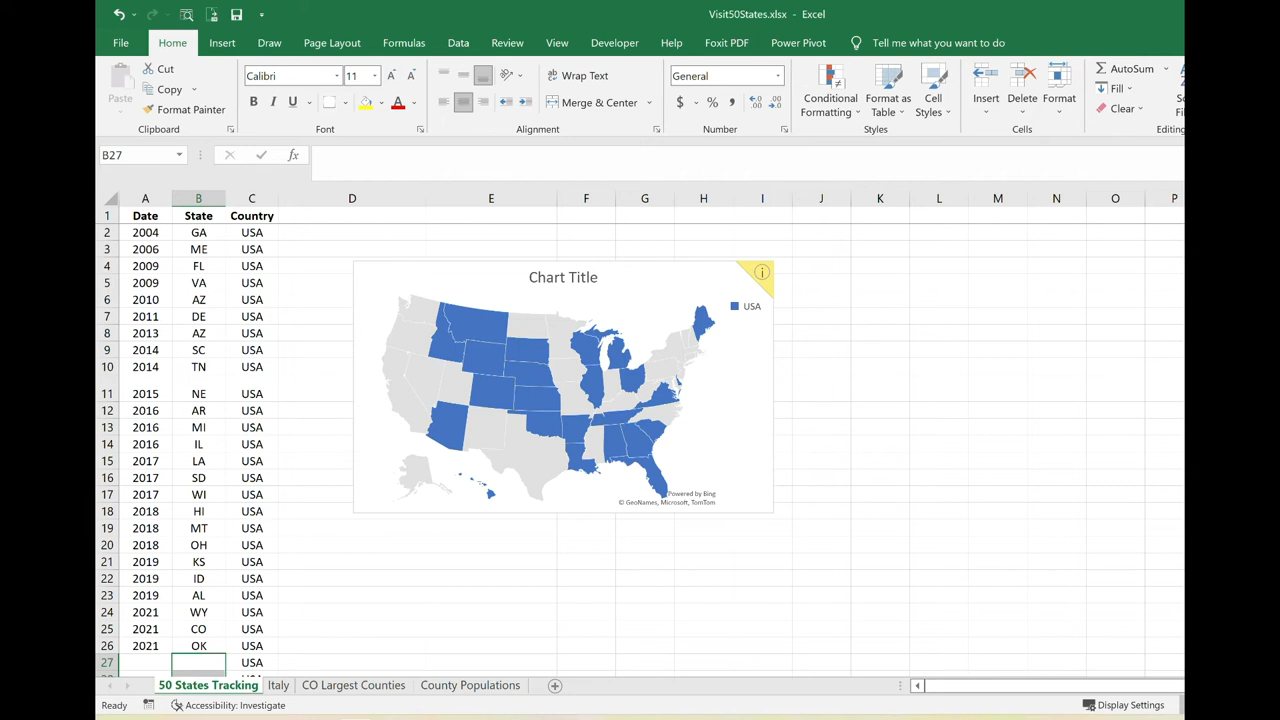 Visit50States.xlsx - Excel
File Home Insert Draw Page Layout Formulas Data Review View Developer Help Foxit PDF Power Pivot Tell me what you want to do
Paste
Cut
Copy
Format Painter
Clipboard
Calibri 11
B I U
Font
Wrap Text
Merge & Center
Alignment
General
$ % ,
Number
Conditional Formatting
Format as Table
Cell Styles
Styles
Insert Delete Format
Cells
AutoSum
Fill
Clear
B27 fx
A B C D E F G H I J K L M N O P
1 Date State Country
2 2004 GA USA
3 2006 ME USA
4 2009 FL USA
5 2009 VA USA
6 2010 AZ USA
7 2011 DE USA
8 2013 AZ USA
9 2014 SC USA
10 2014 TN USA
11 2015 NE USA
12 2016 AR USA
13 2016 MI USA
14 2016 IL USA
15 2017 LA USA
16 2017 SD USA
17 2017 WI USA
18 2018 HI USA
19 2018 MT USA
20 2018 OH USA
21 2019 KS USA
22 2019 ID USA
23 2019 AL USA
24 2021 WY USA
25 2021 CO USA
26 2021 OK USA
27 USA
Chart Title
USA
Powered by Bing
© GeoNames, Microsoft, TomTom
50 States Tracking Italy CO Largest Counties County Populations
Ready Accessibility: Investigate Display Settings